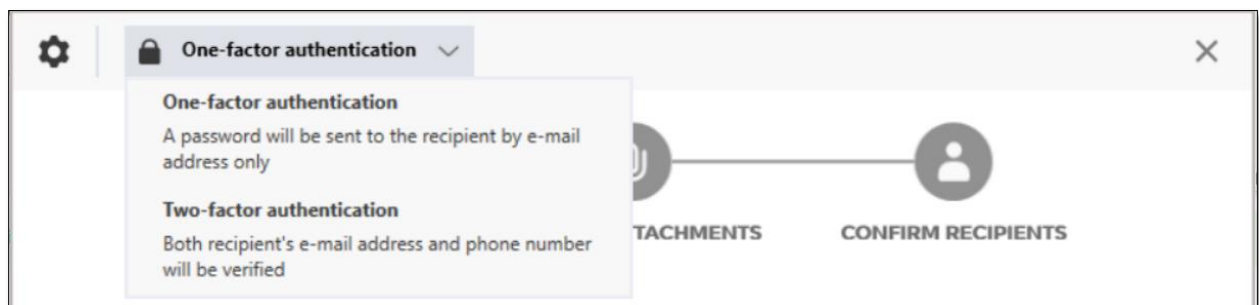 One-factor authentication
One-factor authentication
A password will be sent to the recipient by e-mail
address only
Two-factor authentication
Both recipient's e-mail address and phone number
will be verified
TACHMENTS
CONFIRM RECIPIENTS